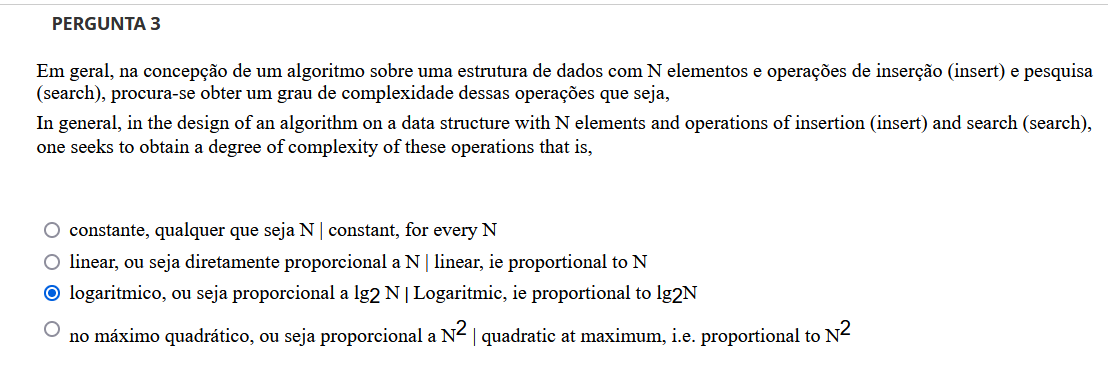 PERGUNTA 3
Em geral, na concepção de um algoritmo sobre uma estrutura de dados com N elementos e operações de inserção (insert) e pesquisa
(search), procura-se obter um grau de complexidade dessas operações que seja,
In general, in the design of an algorithm on a data structure with N elements and operations of insertion (insert) and search (search),
one seeks to obtain a degree of complexity of these operations that is,
constante, qualquer que seja N | constant, for every N
linear, ou seja diretamente proporcional a N | linear, ie proportional to N
logaritmico, ou seja proporcional a lg2 N | Logaritmic, ie proportional to lg2N
no máximo quadrático, ou seja proporcional a N2 | quadratic at maximum, i.e. proportional to N2